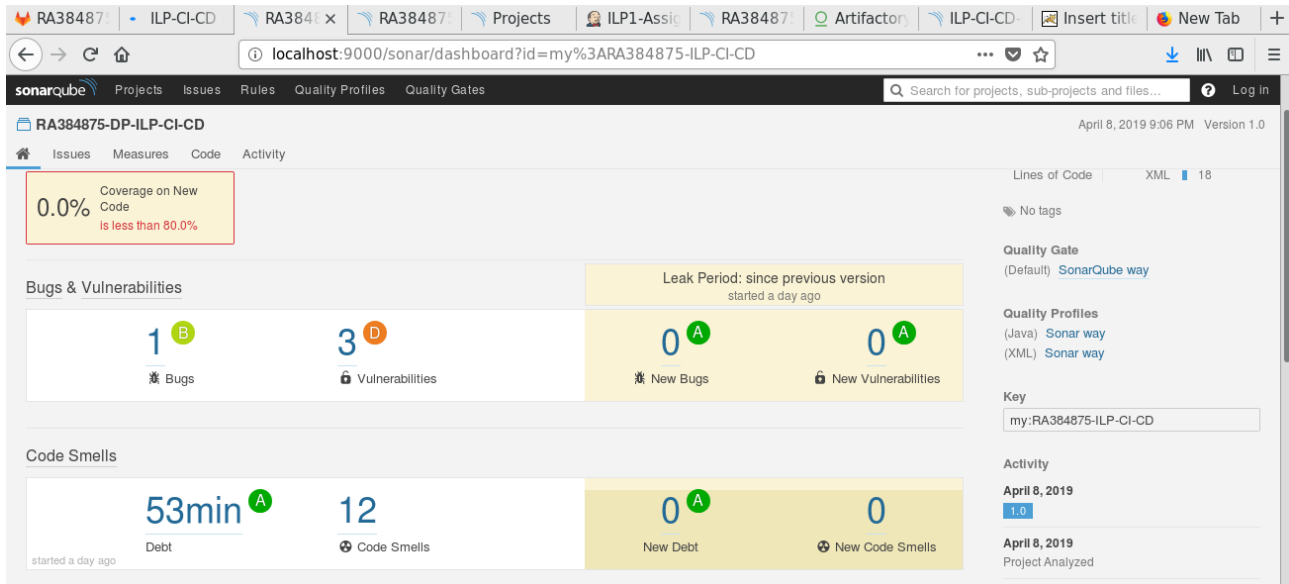 RA38487 ILP-CI-CD RA3848 RA384875 Projects ILP1-Assig RA38487 Artifactory ILP-CI-CD- Insert title New Tab
localhost:9000/sonar/dashboard?id=my%3ARA384875-ILP-CI-CD
sonarqube Projects Issues Rules Quality Profiles Quality Gates Search for projects, sub-projects and files... Log in
RA384875-DP-ILP-CI-CD April 8, 2019 9:06 PM Version 1.0
Issues Measures Code Activity
0.0% Coverage on New
Code
is less than 80.0%
Bugs & Vulnerabilities
Leak Period: since previous version
started a day ago
1 B 3 D 0 A 0 A
Bugs Vulnerabilities New Bugs New Vulnerabilities
Code Smells
53min A 12 0 A 0
Debt Code Smells New Debt New Code Smells
started a day ago
Lines of Code XML 18
No tags
Quality Gate
(Default) SonarQube way
Quality Profiles
(Java) Sonar way
(XML) Sonar way
Key
my:RA384875-ILP-CI-CD
Activity
April 8, 2019
1.0
April 8, 2019
Project Analyzed